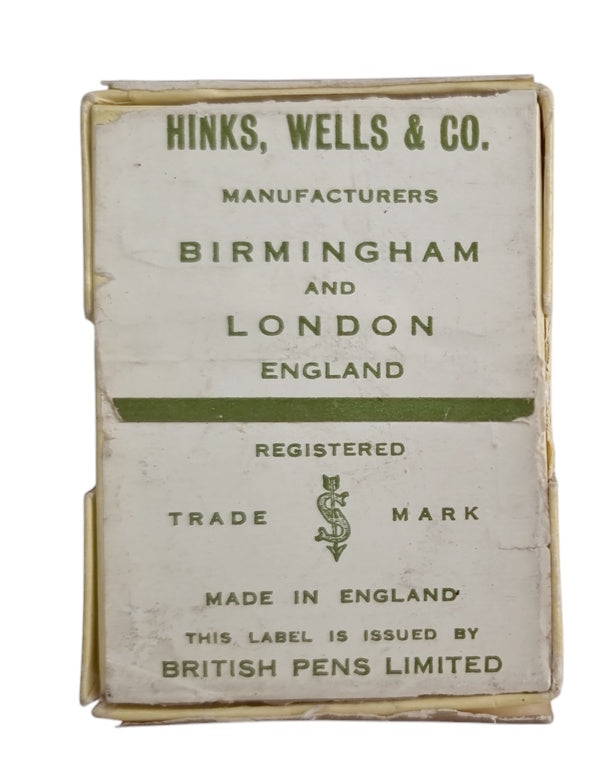 HINKS, WELLS & CO.
MANUFACTURERS
BIRMINGHAM
AND
LONDON
ENGLAND
REGISTERED
TRADE MARK
MADE IN ENGLAND
THIS LABEL IS ISSUED BY
BRITISH PENS LIMITED